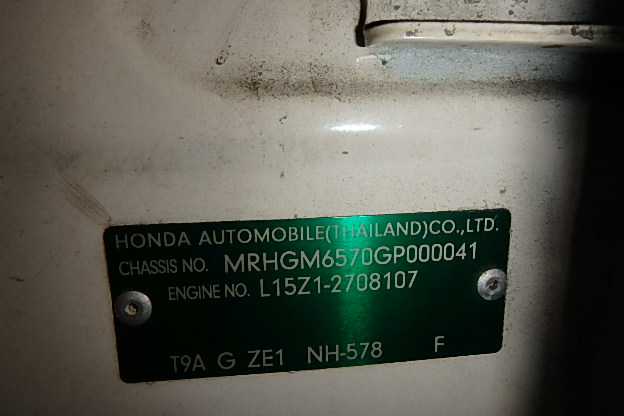 HONDA AUTOMOBILE(THAILAND)CO.,LTD.
CHASSIS NO. MRHGM6570GP000041
ENGINE NO. L15Z1-2708107
T9A G ZE1 NH-578 F